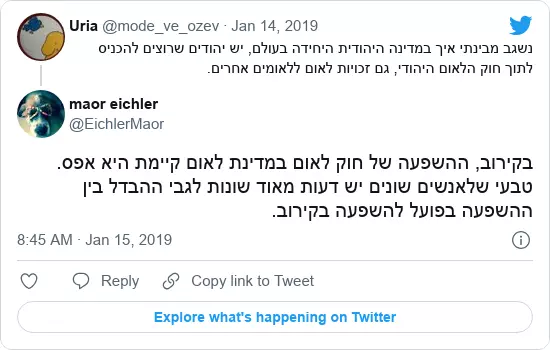 Uria @mode_ve_ozev · Jan 14, 2019
נשגב מבינתי איך במדינה היהודית היחידה בעולם, יש יהודים שרוצים להכניס
לתוך חוק הלאום היהודי, גם זכויות לאום ללאומים אחרים.
maor eichler
@EichlerMaor
בקירוב, ההשפעה של חוק לאום במדינת לאום קיימת היא אפס.
טבעי שלאנשים שונים יש דעות מאוד שונות לגבי ההבדל בין
ההשפעה בפועל להשפעה בקירוב.
8:45 AM · Jan 15, 2019
Reply Copy link to Tweet
Explore what's happening on Twitter